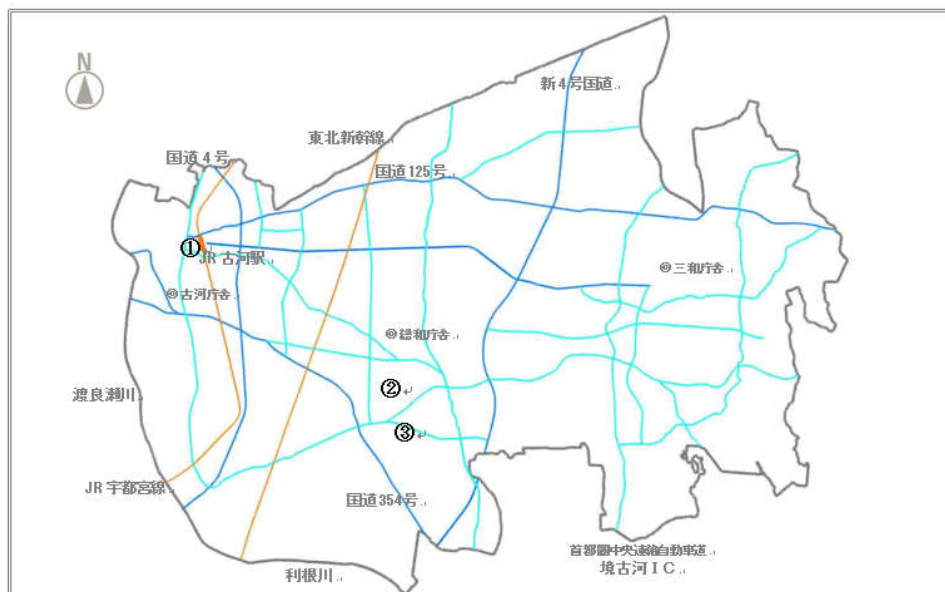 N
新4号国道
東北新幹線
国道4号
国道125号
①
JR古河駅
◎三和庁舎
◎古河庁舎
◎総和庁舎
②
渡良瀬川
③
JR宇都宮線
国道354号
首都圏中央連絡自動車道
境古河IC
利根川